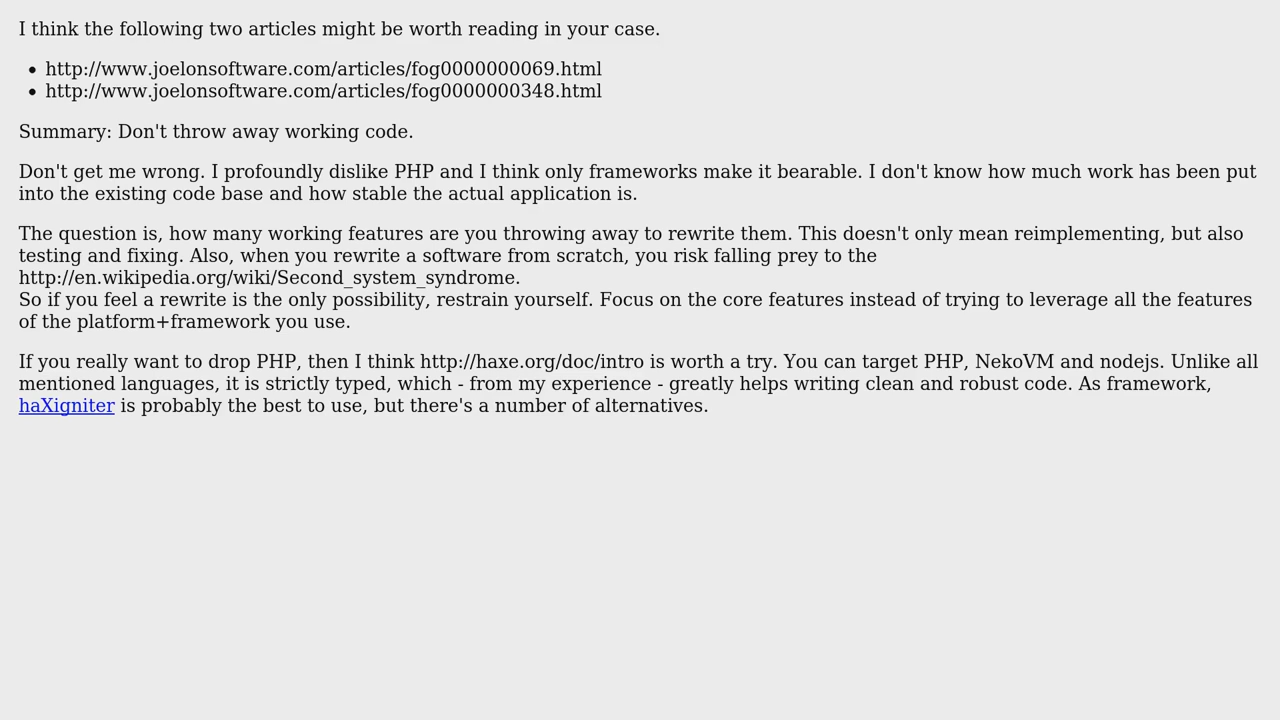 I think the following two articles might be worth reading in your case.
• http://www.joelonsoftware.com/articles/fog0000000069.html
• http://www.joelonsoftware.com/articles/fog0000000348.html
Summary: Don't throw away working code.
Don't get me wrong. I profoundly dislike PHP and I think only frameworks make it bearable. I don't know how much work has been put
into the existing code base and how stable the actual application is.
The question is, how many working features are you throwing away to rewrite them. This doesn't only mean reimplementing, but also
testing and fixing. Also, when you rewrite a software from scratch, you risk falling prey to the
http://en.wikipedia.org/wiki/Second_system_syndrome.
So if you feel a rewrite is the only possibility, restrain yourself. Focus on the core features instead of trying to leverage all the features
of the platform+framework you use.
If you really want to drop PHP, then I think http://haxe.org/doc/intro is worth a try. You can target PHP, NekoVM and nodejs. Unlike all
mentioned languages, it is strictly typed, which - from my experience - greatly helps writing clean and robust code. As framework,
haXigniter is probably the best to use, but there's a number of alternatives.